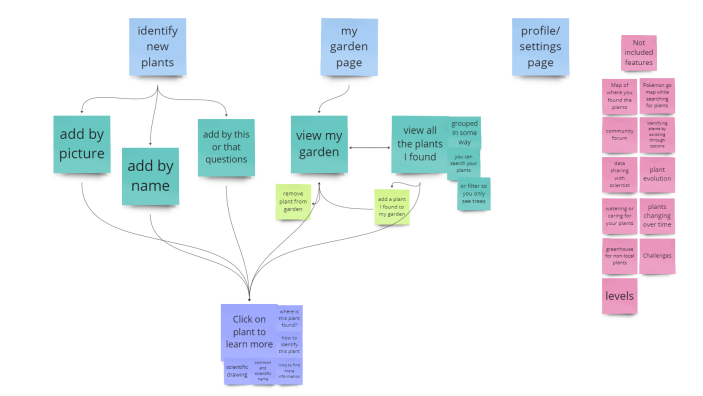 identify
new
plants
my
garden
page
profile/
settings
page
Not
included
features
add by
picture
add by
name
add by this
or that
questions
view my
garden
view all
the plants
I found
grouped
in some
way
you can
search your
plants
or filter so
you only
see trees
remove
plant from
garden
add a plant
I found to
my garden
Click on
plant to
learn more
where is
this plant
found?
how to
identify
this plant
scientific
drawing
common
and
scientific
name
links to find
more
information
Map of
where you
found the
plants
Pokémon go
map while
searching
for plants
community
forum
identifying
plants by
scrolling
through
options
data
sharing
with
scientist
plant
evolution
watering or
caring for
your plants
plants
changing
over time
greenhouse
for non-local
plants
Challenges
levels